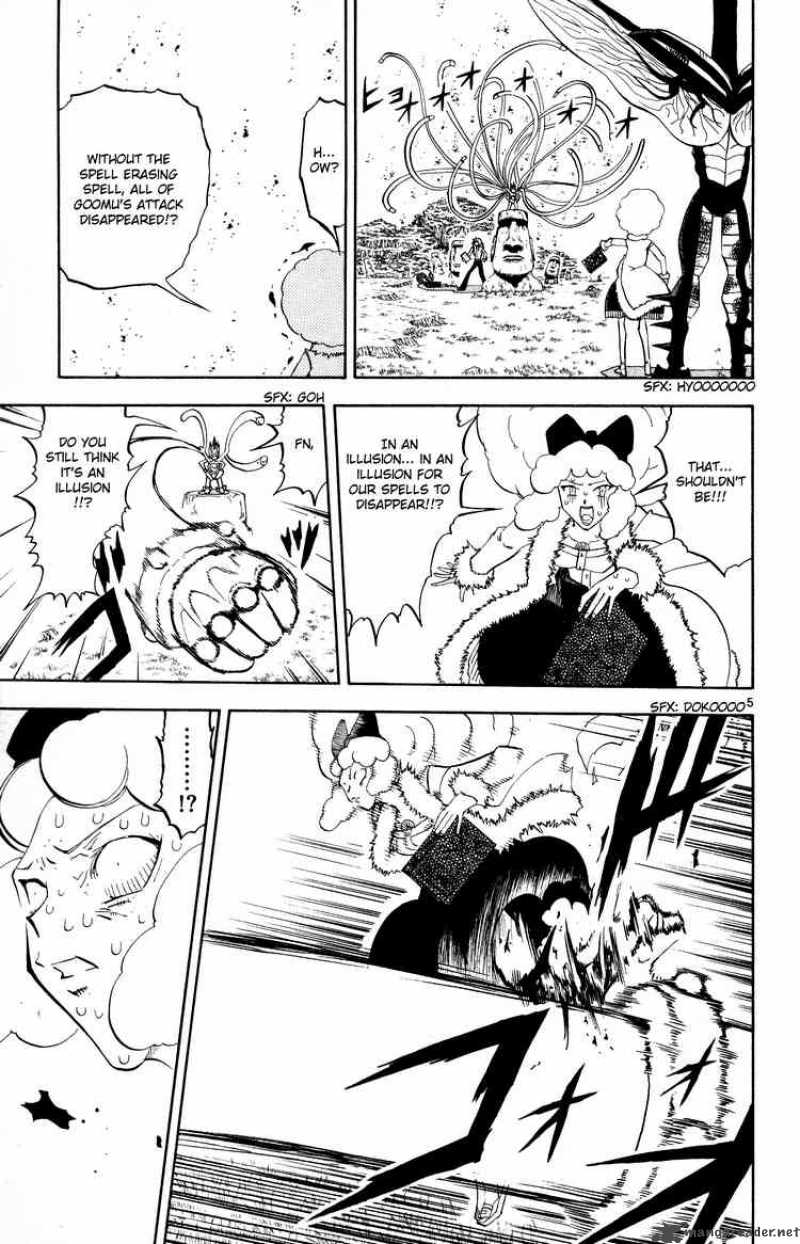 ヒョオオオオ
SFX: HYOOOOOOO
H...
OW?
WITHOUT THE
SPELL ERASING
SPELL, ALL OF
GOOMU'S ATTACK
DISAPPEARED!?
THAT...
SHOULDN'T
BE!!!
IN AN
ILLUSION... IN AN
ILLUSION FOR
OUR SPELLS TO
DISAPPEAR!!?
SFX: GOH
FN,
DO YOU
STILL THINK
IT'S AN
ILLUSION
!!?
SFX: DOKOOOO
5
.........
!?